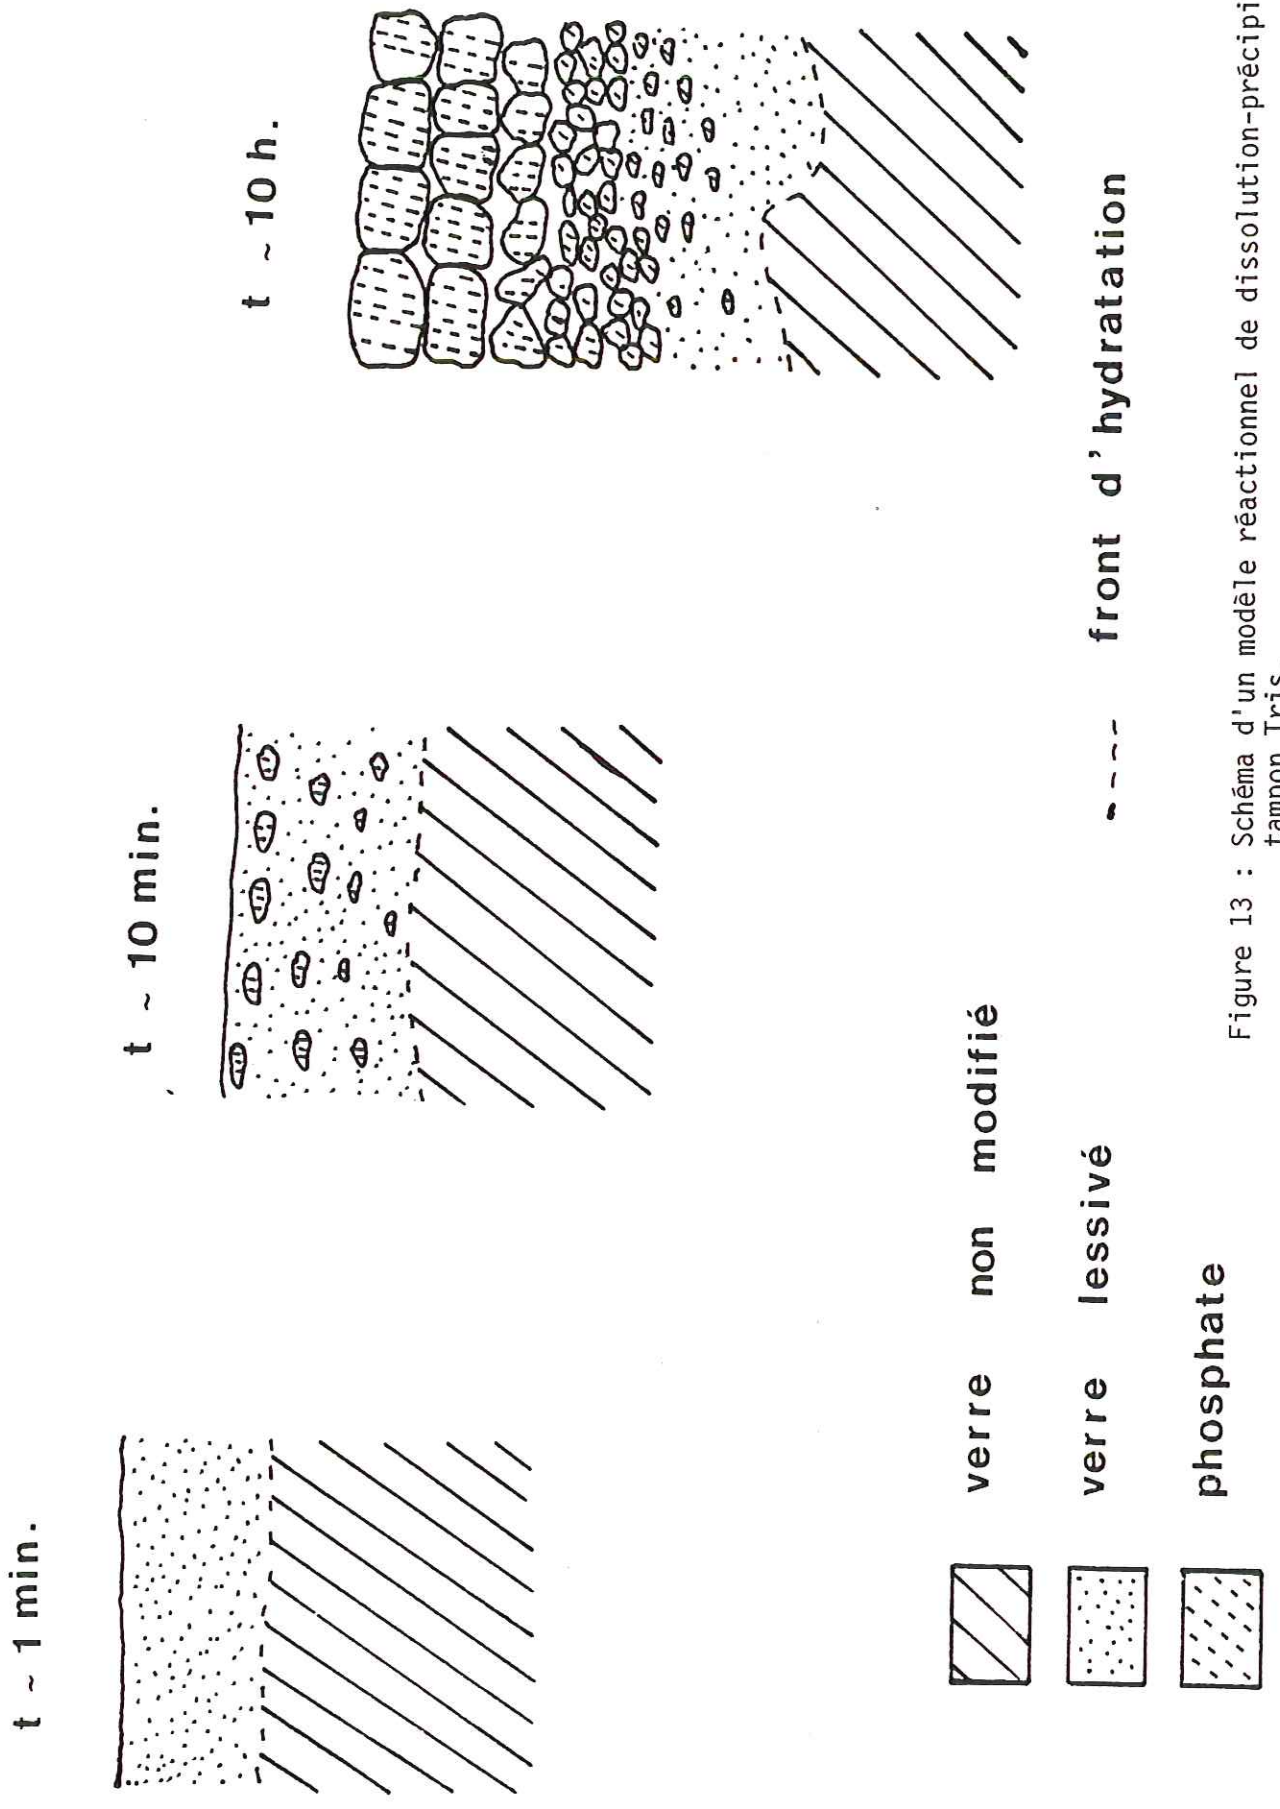 t ~ 1 min.
t ~ 10 min.
t ~ 10 h.
verre non modifié
verre lessivé
phosphate
--- front d'hydratation
Figure 13 : Schéma d'un modèle réactionnel de dissolution-précipi
tampon Tris